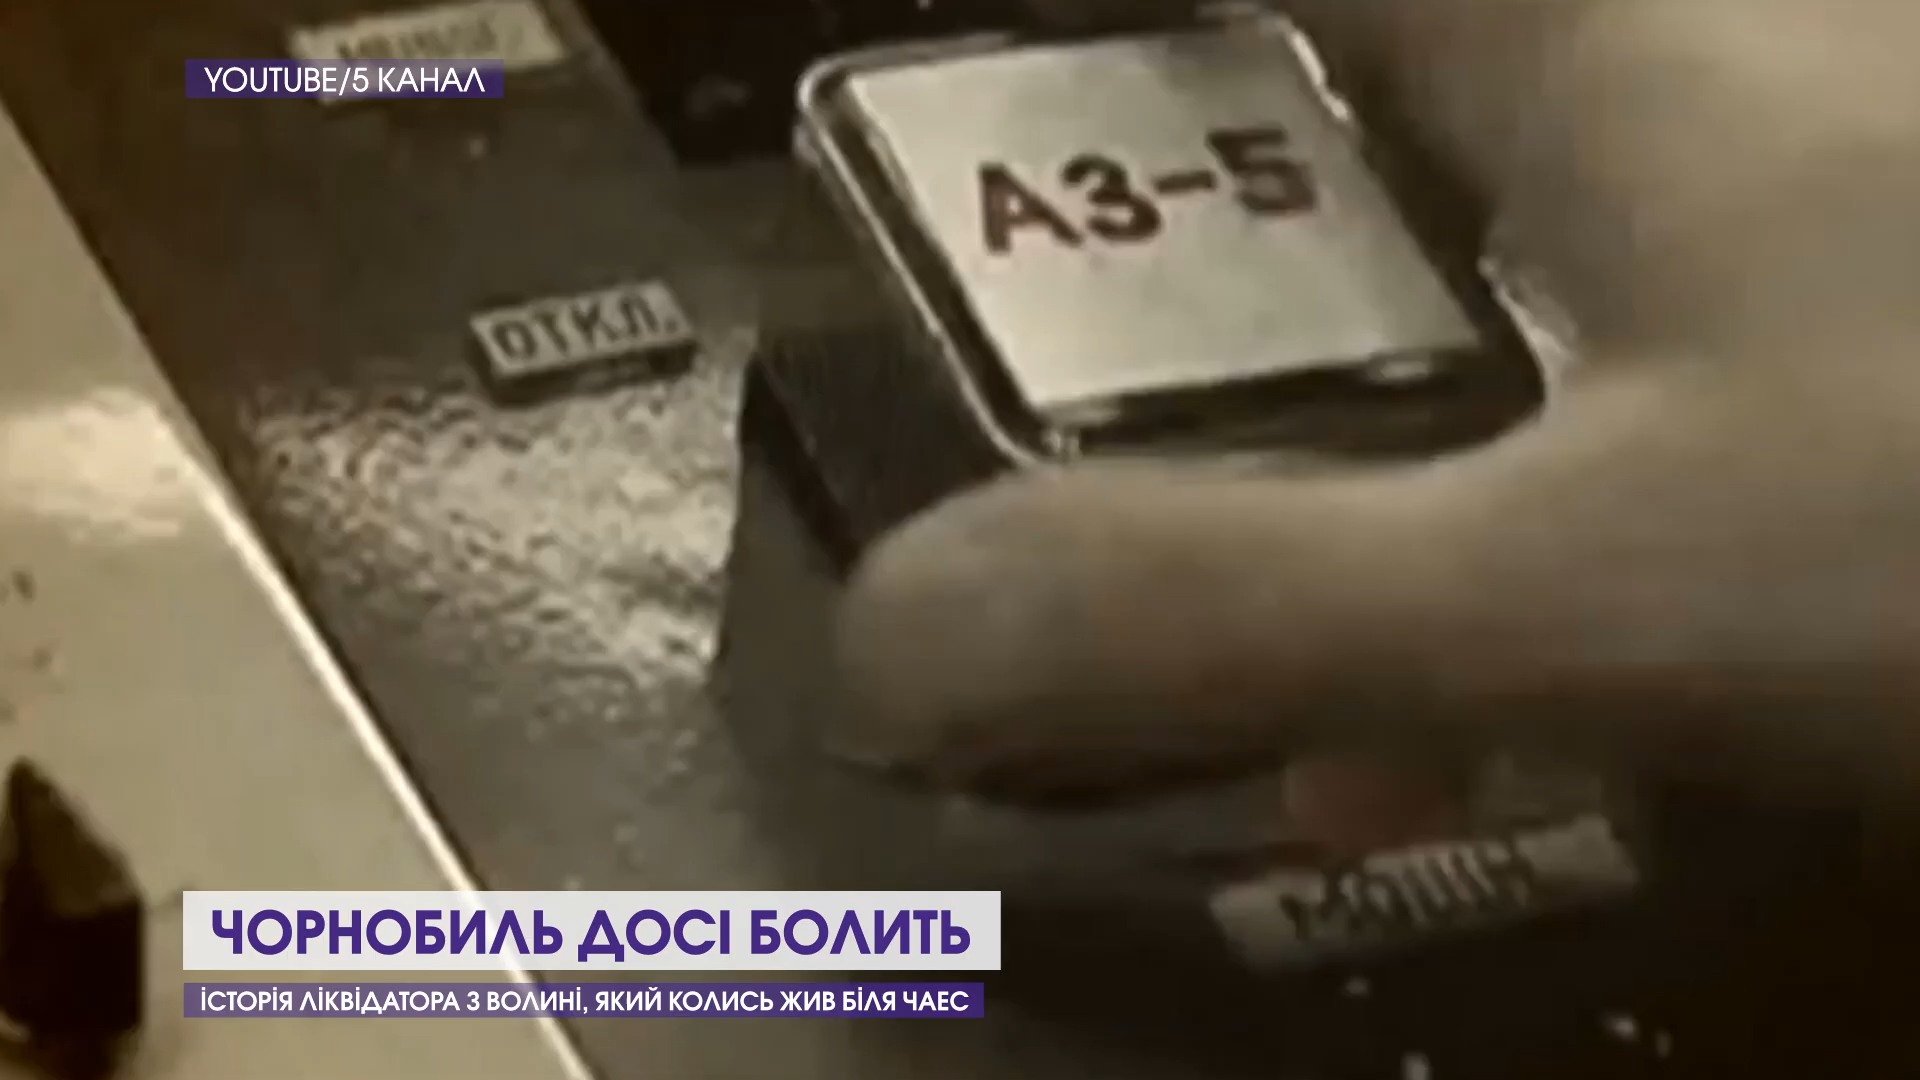 YOUTUBE/5 КАНАЛ
АЗ-5
ОТКЛ.
ЧОРНОБИЛЬ ДОСІ БОЛИТЬ
ІСТОРІЯ ЛІКВІДАТОРА З ВОЛИНІ, ЯКИЙ КОЛИСЬ ЖИВ БІЛЯ ЧАЕС